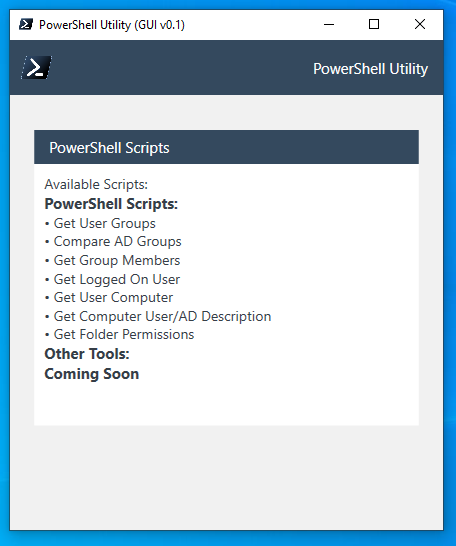 PowerShell Utility (GUI v0.1)
PowerShell Utility
PowerShell Scripts
Available Scripts:
PowerShell Scripts:
• Get User Groups
• Compare AD Groups
• Get Group Members
• Get Logged On User
• Get User Computer
• Get Computer User/AD Description
• Get Folder Permissions
Other Tools:
Coming Soon